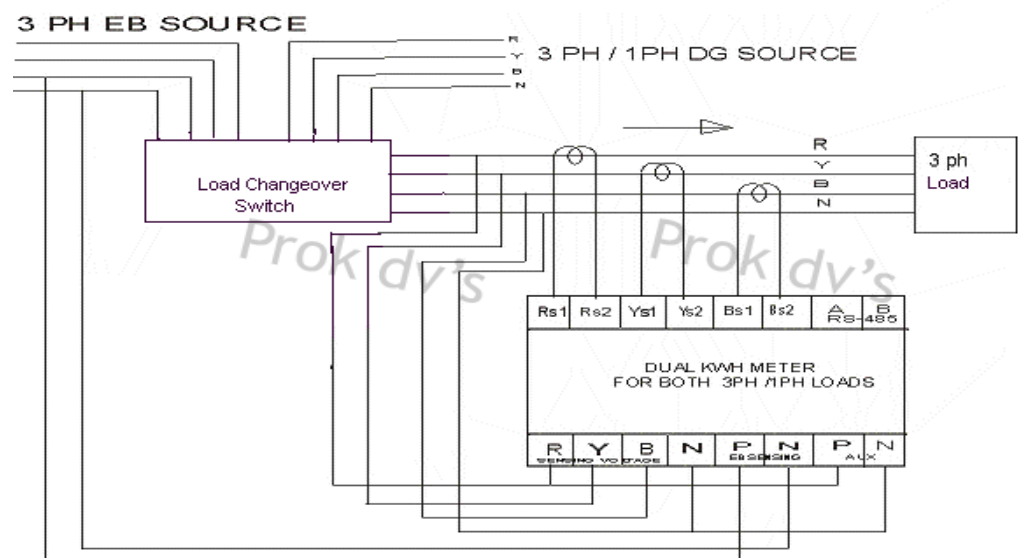 3 PH EB SOURCE
R
Y
B
N
3 PH / 1PH DG SOURCE
Load Changeover
Switch
R
Y
B
N
3 ph
Load
Prok dv's
Prok dv's
Rs1 Rs2 Ys1 Ys2 Bs1 Bs2 A B
RS-485
DUAL KWH METER
FOR BOTH 3PH /1PH LOADS
R Y B N P N P N
SENSING VOLTAGE EB SENSING AUX